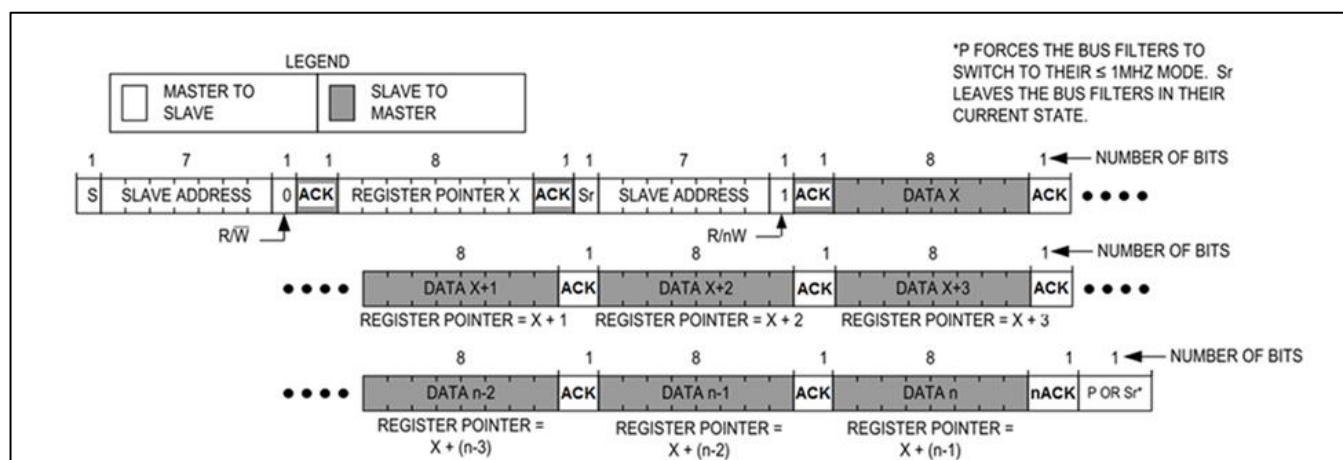 LEGEND
MASTER TO SLAVE
SLAVE TO MASTER
*P FORCES THE BUS FILTERS TO
SWITCH TO THEIR ≤ 1MHZ MODE. Sr
LEAVES THE BUS FILTERS IN THEIR
CURRENT STATE.
1 7 1 1 8 1 1 7 1 1 8 1 NUMBER OF BITS
S SLAVE ADDRESS 0 ACK REGISTER POINTER X ACK Sr SLAVE ADDRESS 1 ACK DATA X ACK
R/W̅ R/nW
8 1 8 1 8 1 NUMBER OF BITS
DATA X+1 ACK DATA X+2 ACK DATA X+3 ACK
REGISTER POINTER = X + 1 REGISTER POINTER = X + 2 REGISTER POINTER = X + 3
8 1 8 1 8 1 1 NUMBER OF BITS
DATA n-2 ACK DATA n-1 ACK DATA n nACK P OR Sr*
REGISTER POINTER = X + (n-3)
REGISTER POINTER = X + (n-2)
REGISTER POINTER = X + (n-1)